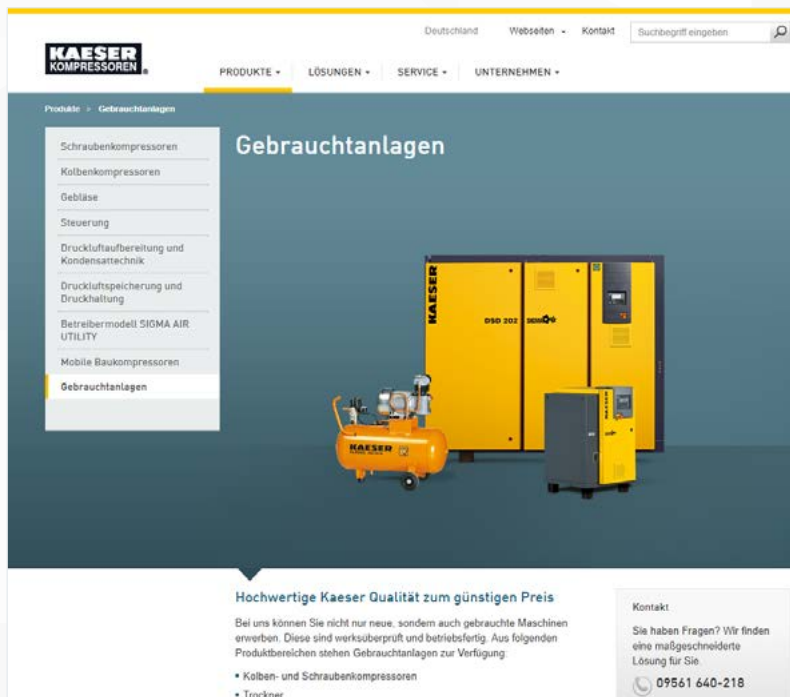 Deutschland Webseiten Kontakt Suchbegriff eingeben
KAESER
KOMPRESSOREN
PRODUKTE LÖSUNGEN SERVICE UNTERNEHMEN
Produkte > Gebrauchtanlagen
Gebrauchtanlagen
Schraubenkompressoren
Kolbenkompressoren
Gebläse
Steuerung
Druckluftaufbereitung und
Kondensattechnik
Druckluftspeicherung und
Druckhaltung
Betreibermodell SIGMA AIR
UTILITY
Mobile Baukompressoren
Gebrauchtanlagen
KAESER
DSD 202 SIGMA
KAESER
Hochwertige Kaeser Qualität zum günstigen Preis
Bei uns können Sie nicht nur neue, sondern auch gebrauchte Maschinen
erwerben. Diese sind werksüberprüft und betriebsfertig. Aus folgenden
Produktbereichen stehen Gebrauchtanlagen zur Verfügung:
• Kolben- und Schraubenkompressoren
• Trockner
Kontakt
Sie haben Fragen? Wir finden
eine maßgeschneiderte
Lösung für Sie.
09561 640-218